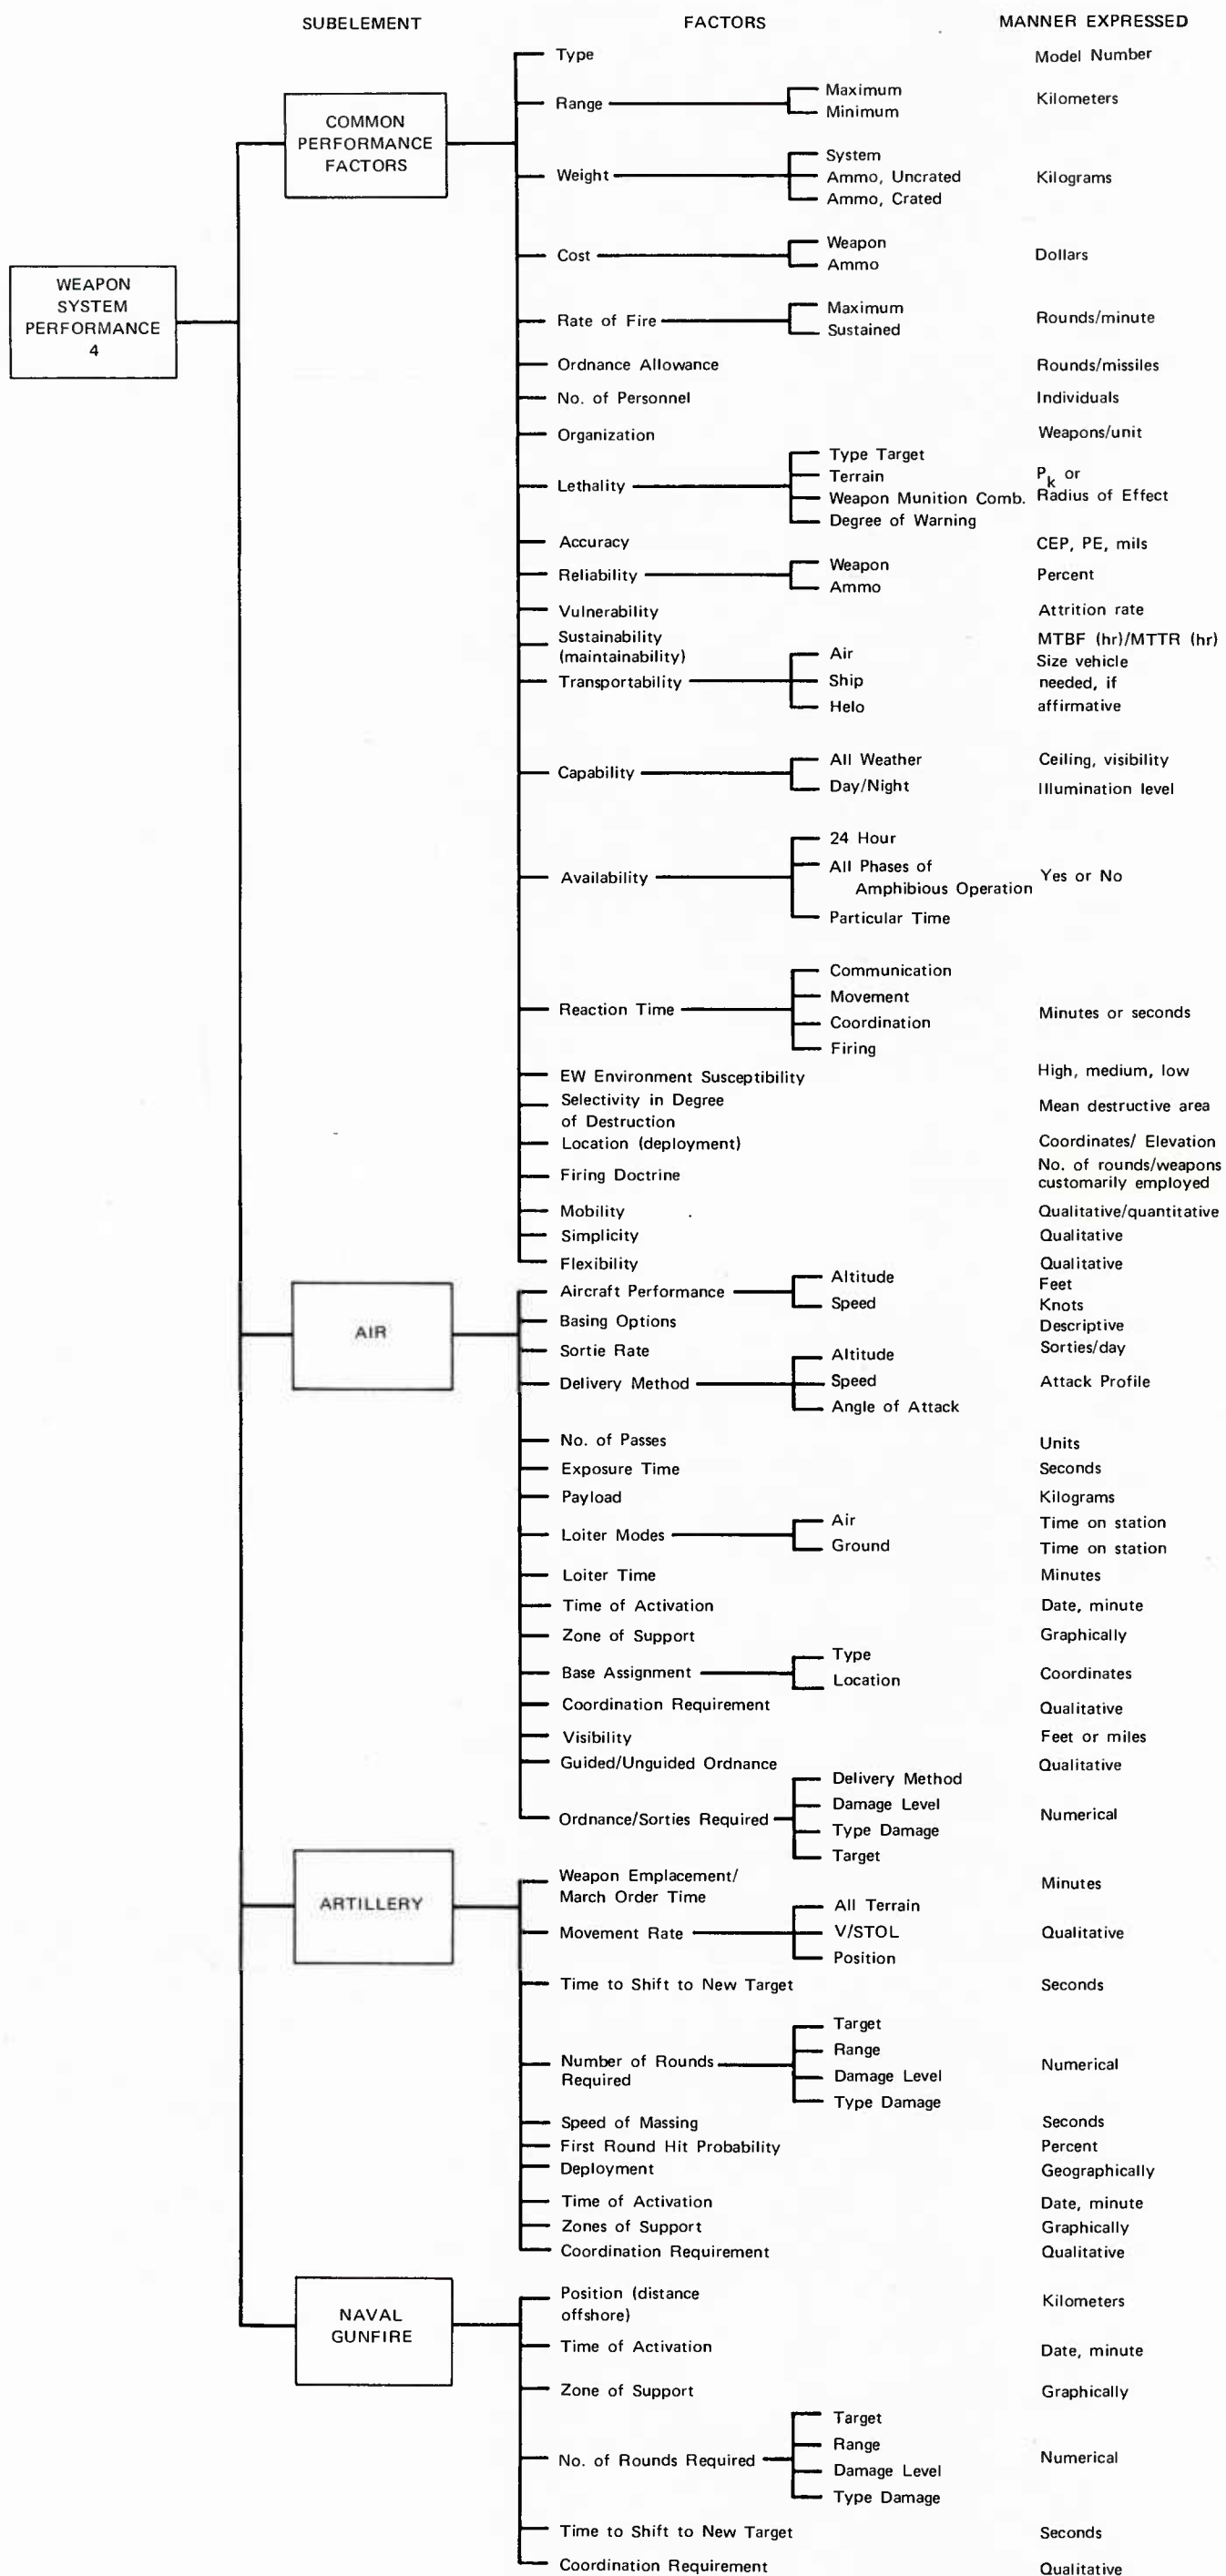 SUBELEMENT FACTORS MANNER EXPRESSED
WEAPON
SYSTEM
PERFORMANCE
4
COMMON
PERFORMANCE
FACTORS
Type Model Number
Range Maximum Kilometers
Minimum
Weight System Kilograms
Ammo, Uncrated
Ammo, Crated
Cost Weapon Dollars
Ammo
Rate of Fire Maximum Rounds/minute
Sustained
Ordnance Allowance Rounds/missiles
No. of Personnel Individuals
Organization Weapons/unit
Lethality Type Target Pk or
Terrain Radius of Effect
Weapon Munition Comb.
Degree of Warning
Accuracy CEP, PE, mils
Reliability Weapon Percent
Ammo
Vulnerability Attrition rate
Sustainability MTBF (hr)/MTTR (hr)
(maintainability)
Transportability Air Size vehicle
Ship needed, if
Helo affirmative
Capability All Weather Ceiling, visibility
Day/Night Illumination level
Availability 24 Hour Yes or No
All Phases of
Amphibious Operation
Particular Time
Reaction Time Communication Minutes or seconds
Movement
Coordination
Firing
EW Environment Susceptibility High, medium, low
Selectivity in Degree Mean destructive area
of Destruction
Location (deployment) Coordinates/ Elevation
Firing Doctrine No. of rounds/weapons
customarily employed
Mobility Qualitative/quantitative
Simplicity Qualitative
Flexibility Qualitative
AIR
Aircraft Performance Altitude Feet
Speed Knots
Basing Options Descriptive
Sortie Rate Sorties/day
Delivery Method Altitude Attack Profile
Speed
Angle of Attack
No. of Passes Units
Exposure Time Seconds
Payload Kilograms
Loiter Modes Air Time on station
Ground Time on station
Loiter Time Minutes
Time of Activation Date, minute
Zone of Support Graphically
Base Assignment Type Coordinates
Location
Coordination Requirement Qualitative
Visibility Feet or miles
Guided/Unguided Ordnance Qualitative
Ordnance/Sorties Required Delivery Method Numerical
Damage Level
Type Damage
Target
ARTILLERY
Weapon Emplacement/ Minutes
March Order Time
Movement Rate All Terrain Qualitative
V/STOL
Position
Time to Shift to New Target Seconds
Number of Rounds Target Numerical
Required Range
Damage Level
Type Damage
Speed of Massing Seconds
First Round Hit Probability Percent
Deployment Geographically
Time of Activation Date, minute
Zones of Support Graphically
Coordination Requirement Qualitative
NAVAL
GUNFIRE
Position (distance Kilometers
offshore)
Time of Activation Date, minute
Zone of Support Graphically
No. of Rounds Required Target Numerical
Range
Damage Level
Type Damage
Time to Shift to New Target Seconds
Coordination Requirement Qualitative